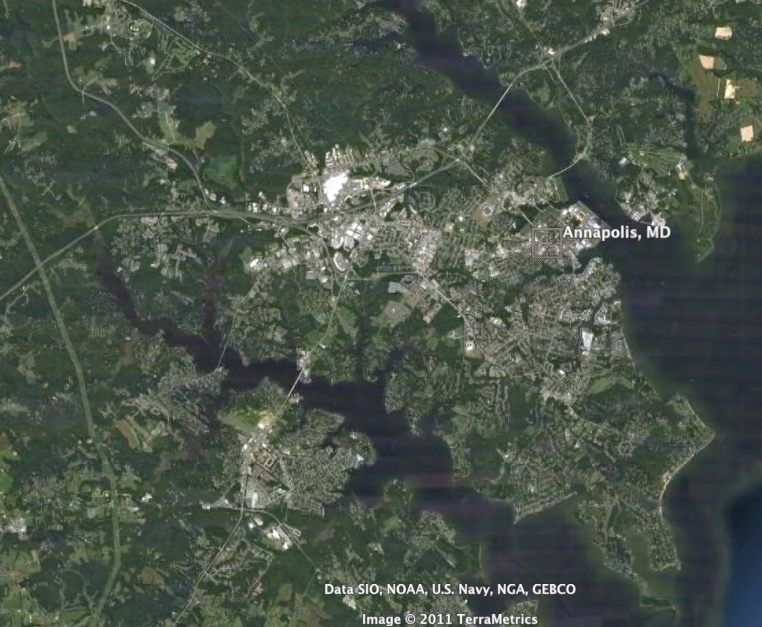 Annapolis, MD
Data SIO, NOAA, U.S. Navy, NGA, GEBCO
Image © 2011 TerraMetrics